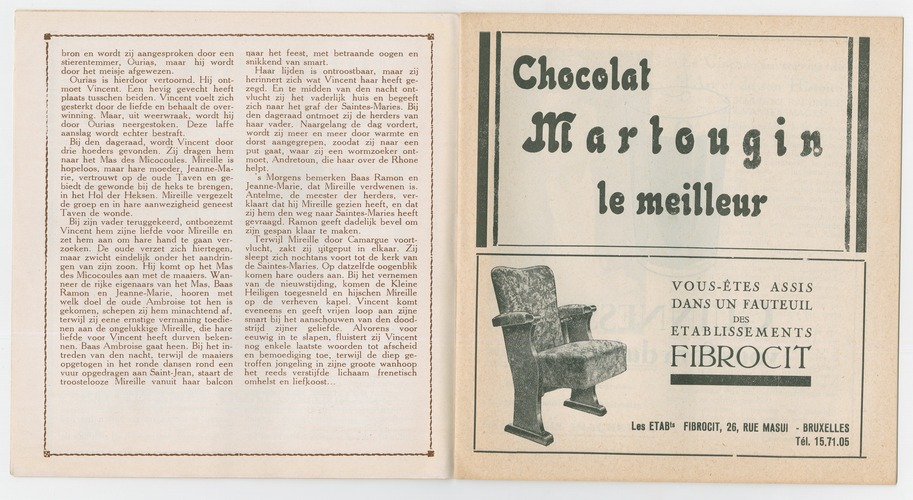 bron en wordt zij aangesproken door een
stierentemmer, Ourias, maar hij wordt
door het meisje afgewezen.
Ourias is hierdoor vertoornd. Hij ont-
moet Vincent. Een hevig gevecht heeft
plaats tusschen beiden. Vincent voelt zich
gesterkt door de liefde en behaalt de over-
winning. Maar, uit weerwraak, wordt hij
door Ourias neergestoken. Deze laffe
aanslag wordt echter bestraft.
Bij den dageraad, wordt Vincent door
drie hoeders gevonden. Zij dragen hem
naar het Mas des Micocoules. Mireille is
hopeloos, maar hare moeder, Jeanne-Ma-
rie, vertrouwt op de oude Taven en ge-
biedt de gewonde bij de heks te brengen,
in het Hol der Heksen. Mireille vergezelt
de groep en in hare aanwezigheid geneest
Taven de wonde.
Bij zijn vader teruggekeerd, ontboezemt
Vincent hem zijne liefde voor Mireille en
zet hem aan om hare hand te gaan ver-
zoeken. De oude verzet zich hiertegen,
maar zwicht eindelijk onder het aandrin-
gen van zijn zoon. Hij komt op het Mas
des Micocoules aan met de maaiers. Wan-
neer de rijke eigenaars van het Mas, Baas
Ramon en Jeanne-Marie, hooren met
welk doel de oude Ambroise tot hen is
gekomen, schepen zij hem minachtend af,
terwijl zij eene ernstige vermaning toedie-
nen aan de ongelukkige Mireille, die hare
liefde voor Vincent heeft durven beken-
nen. Baas Ambroise gaat heen. Bij het in-
treden van den nacht, terwijl de maaiers
opgetogen in het ronde dansen rond een
vuur opgedragen aan Saint-Jean, staart de
troostelooze Mireille vanuit haar balcon
naar het feest, met betraande oogen en
snikkend van smart.
Haar lijden is ontroostbaar, maar zij
herinnert zich wat Vincent haar heeft ge-
zegd. En te midden van den nacht ont-
vlucht zij het vaderlijk huis en begeeft
zich naar het graf der Saintes-Maries. Bij
den dageraad ontmoet zij de herders van
haar vader. Naargelang de dag vordert,
wordt zij meer en meer door warmte en
dorst aangegrepen, zoodat zij naar een
put gaat, waar zij een wormzoeker ont-
moet, Andretoun, die haar over de Rhone
helpt.
's Morgens bemerken Baas Ramon en
Jeanne-Marie, dat Mireille verdwenen is.
Antelme, de meester der herders, ver-
klaart dat hij Mireille gezien heeft, en dat
zij hem den weg naar Saintes-Maries heeft
gevraagd. Ramon geeft dadelijk bevel om
zijn gespan klaar te maken.
Terwijl Mireille door Camargue voort-
vlucht, zakt zij uitgeput in elkaar. Zij
sleept zich nochtans voort tot de kerk van
de Saintes-Maries. Op datzelfde oogenblik
komen hare ouders aan. Bij het vernemen
van de nieuwstijding, komen de Kleine
Heiligen toegesneld en hijschen Mireille
op de verheven kapel. Vincent komt
eveneens en geeft vrijen loop aan zijne
smart bij het aanschouwen van den dood-
strijd zijner geliefde. Alvorens voor
eeuwig in te slapen, fluistert zij Vincent
nog enkele laatste woorden tot afscheid
en bemoediging toe, terwijl de diep ge-
troffen jongeling in zijne groote wanhoop
het reeds verstijfde lichaam frenetisch
omhelst en liefkoost...
Chocolat
Martougin
le meilleur
VOUS-ÊTES ASSIS
DANS UN FAUTEUIL
DES
ETABLISSEMENTS
FIBROCIT
Les ETABts FIBROCIT, 26, RUE MASUI - BRUXELLES
Tél. 15.71.05